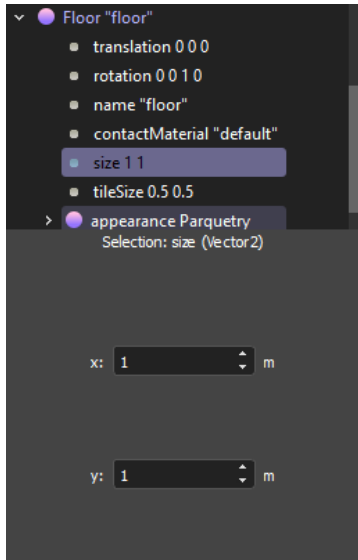 Floor "floor"
translation 0 0 0
rotation 0 0 1 0
name "floor"
contactMaterial "default"
size 1 1
tileSize 0.5 0.5
appearance Parquetry
Selection: size (Vector2)
x: 1 m
y: 1 m